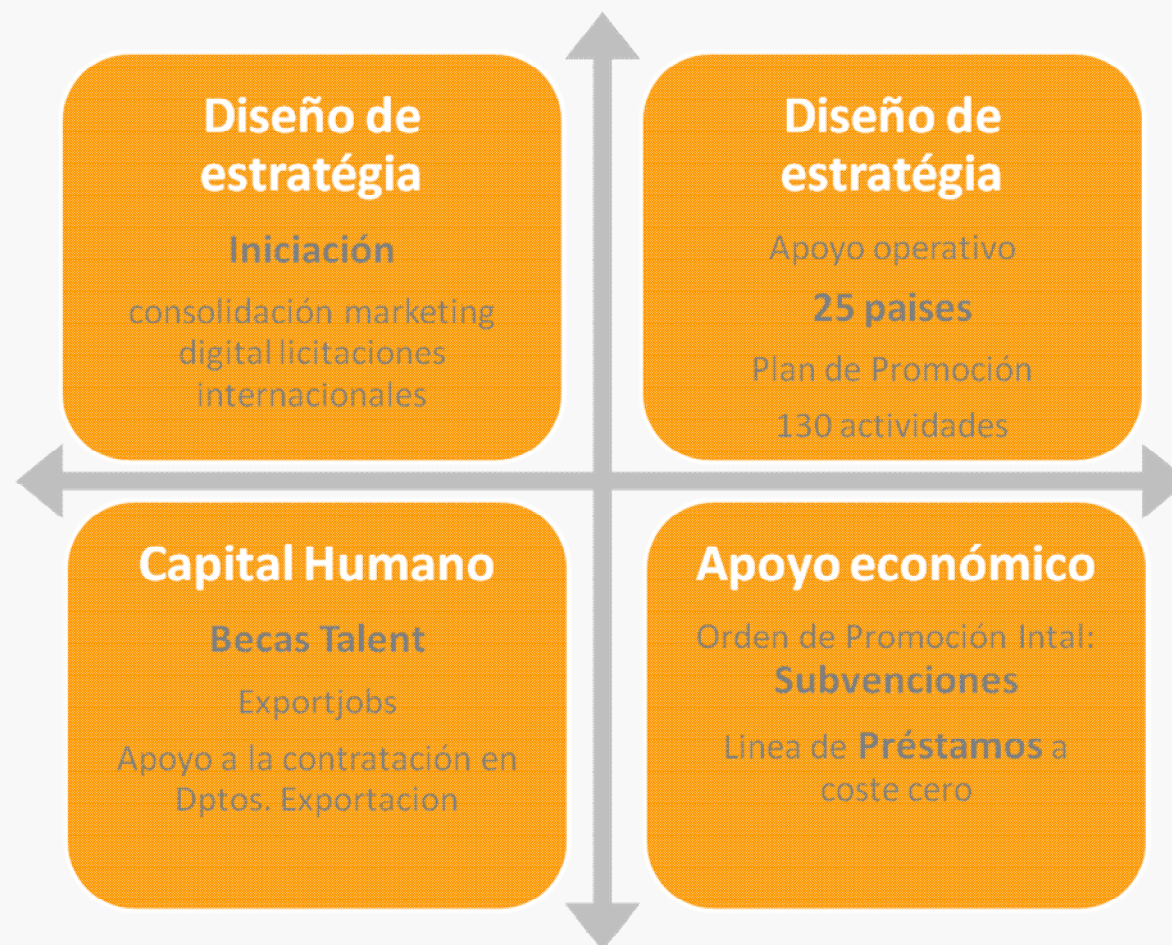 Diseño de
estratégia
Iniciación
consolidación marketing
digital licitaciones
internacionales
Diseño de
estratégia
Apoyo operativo
25 paises
Plan de Promoción
130 actividades
Capital Humano
Becas Talent
Exportjobs
Apoyo a la contratación en
Dptos. Exportacion
Apoyo económico
Orden de Promoción Intal:
Subvenciones
Linea de Préstamos a
coste cero